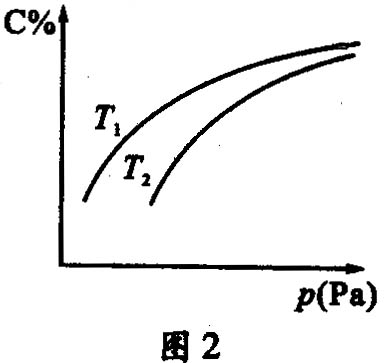 C%
T₁
T₂
p(Pa)
图 2